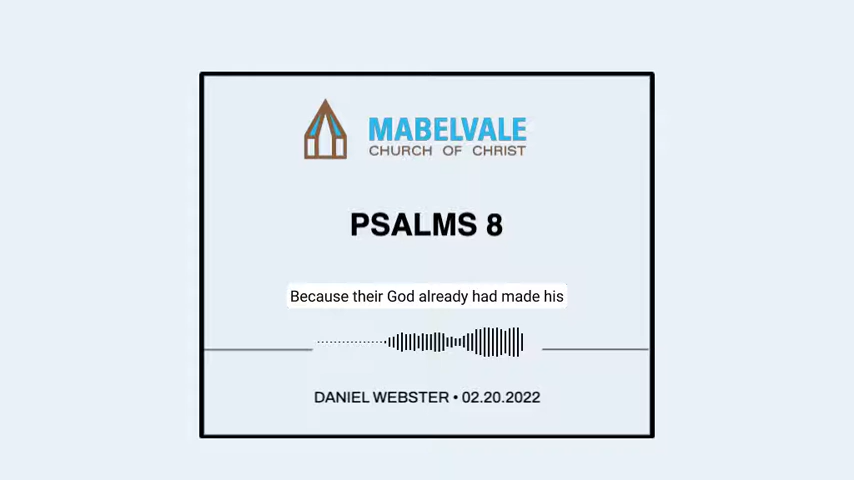 MABELVALE
CHURCH OF CHRIST
PSALMS 8
Because their God already had made his
DANIEL WEBSTER • 02.20.2022